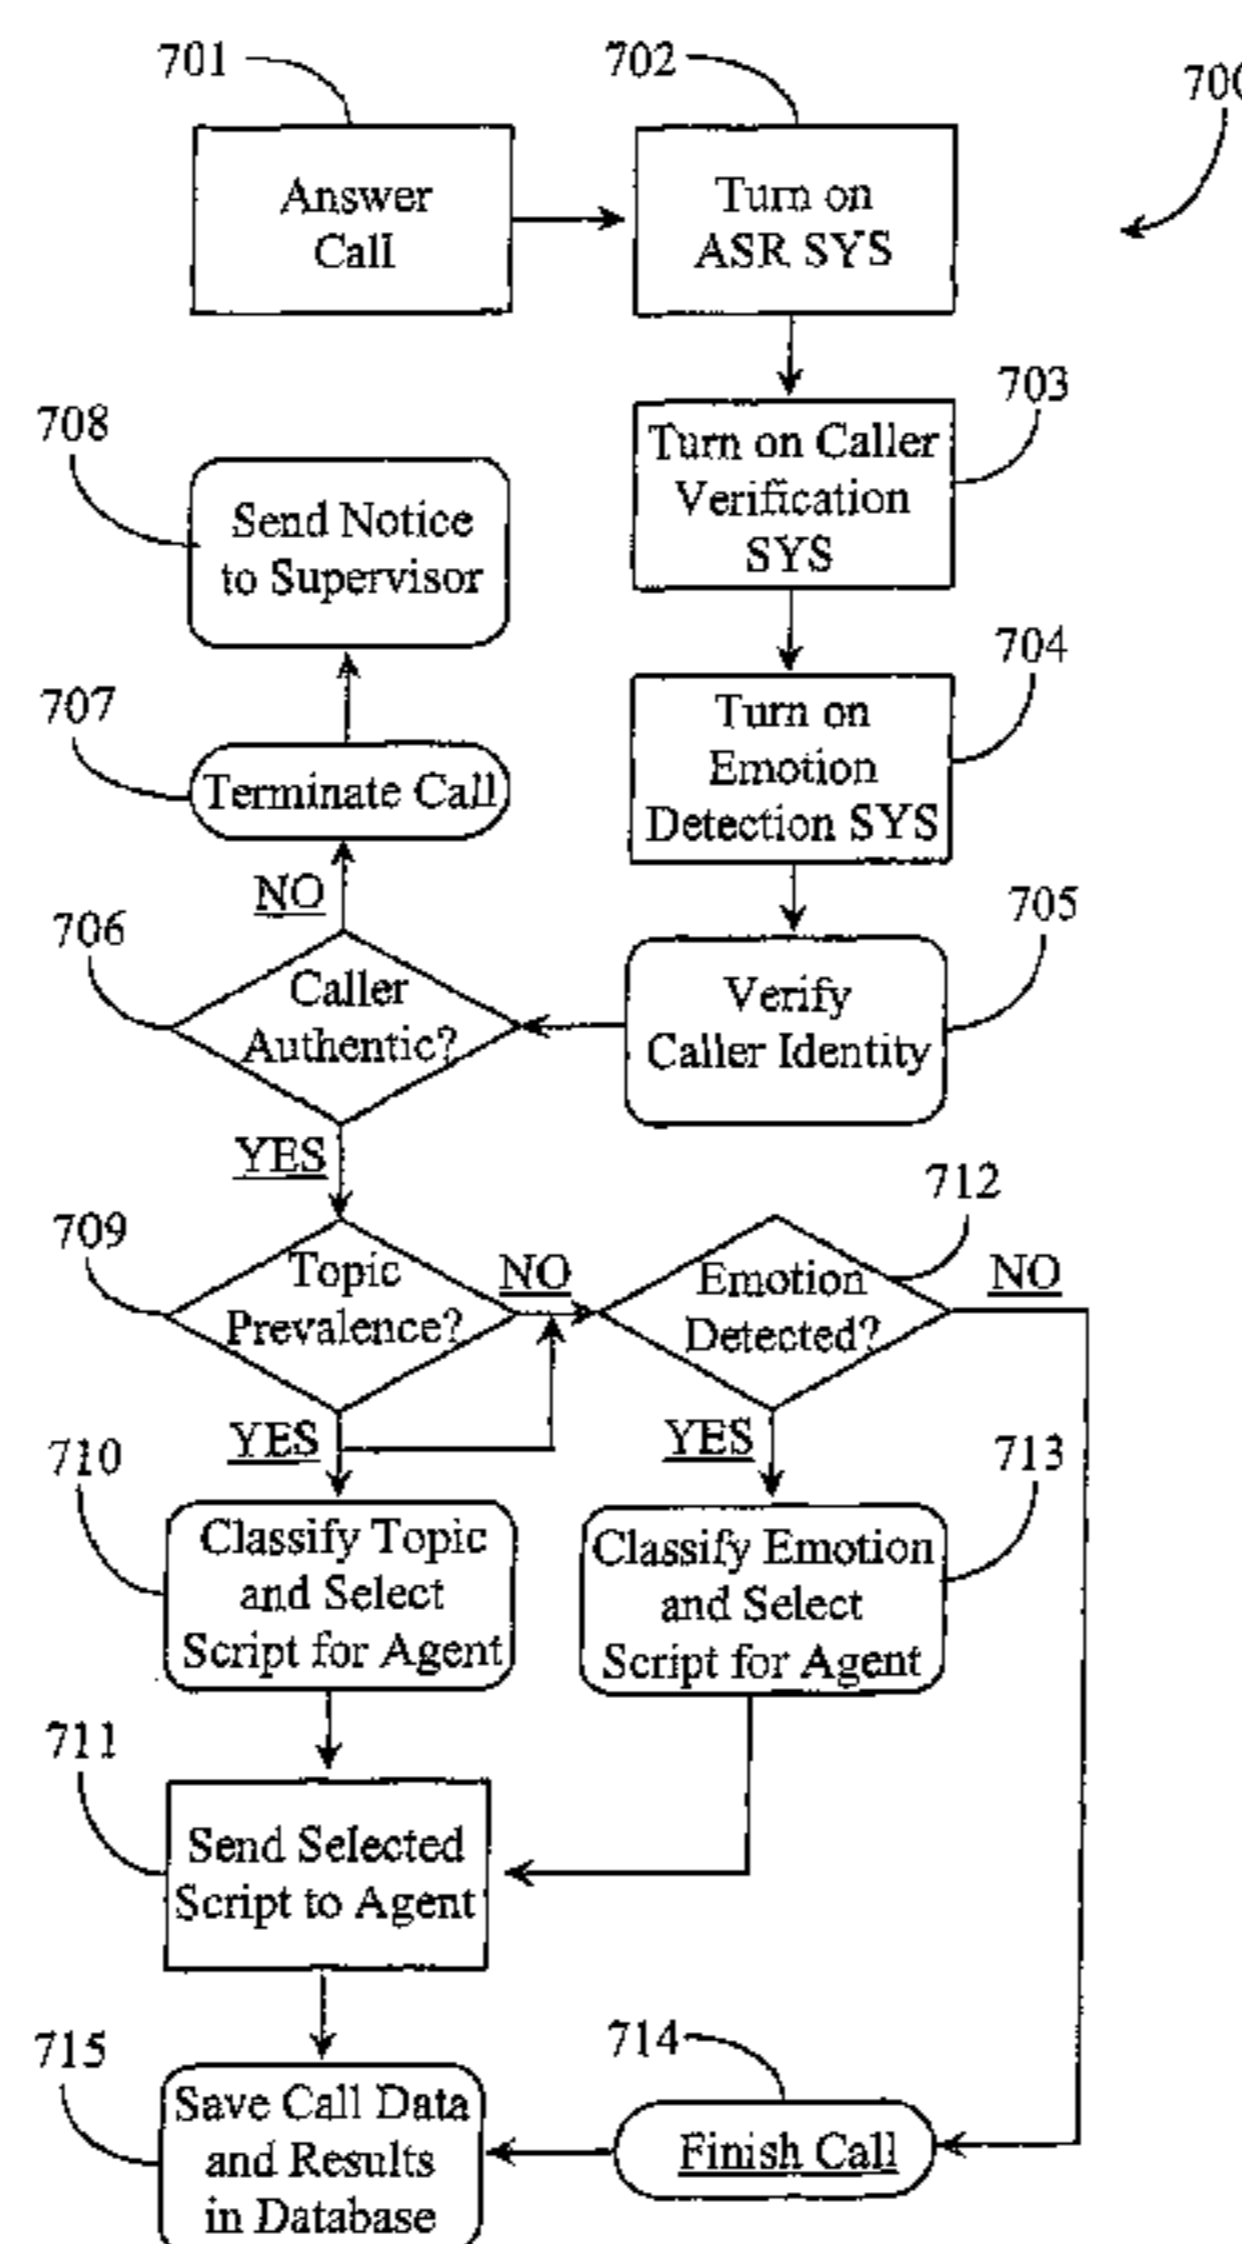 701
702
700
Answer
Call
Turn on
ASR SYS
703
Turn on Caller
Verification
SYS
708
Send Notice
to Supervisor
704
Turn on
Emotion
Detection SYS
707
Terminate Call
NO
705
Verify
Caller Identity
706
Caller
Authentic?
YES
709
Topic
Prevalence?
NO
712
Emotion
Detected?
NO
YES
YES
710
Classify Topic
and Select
Script for Agent
713
Classify Emotion
and Select
Script for Agent
711
Send Selected
Script to Agent
715
Save Call Data
and Results
in Database
714
Finish Call